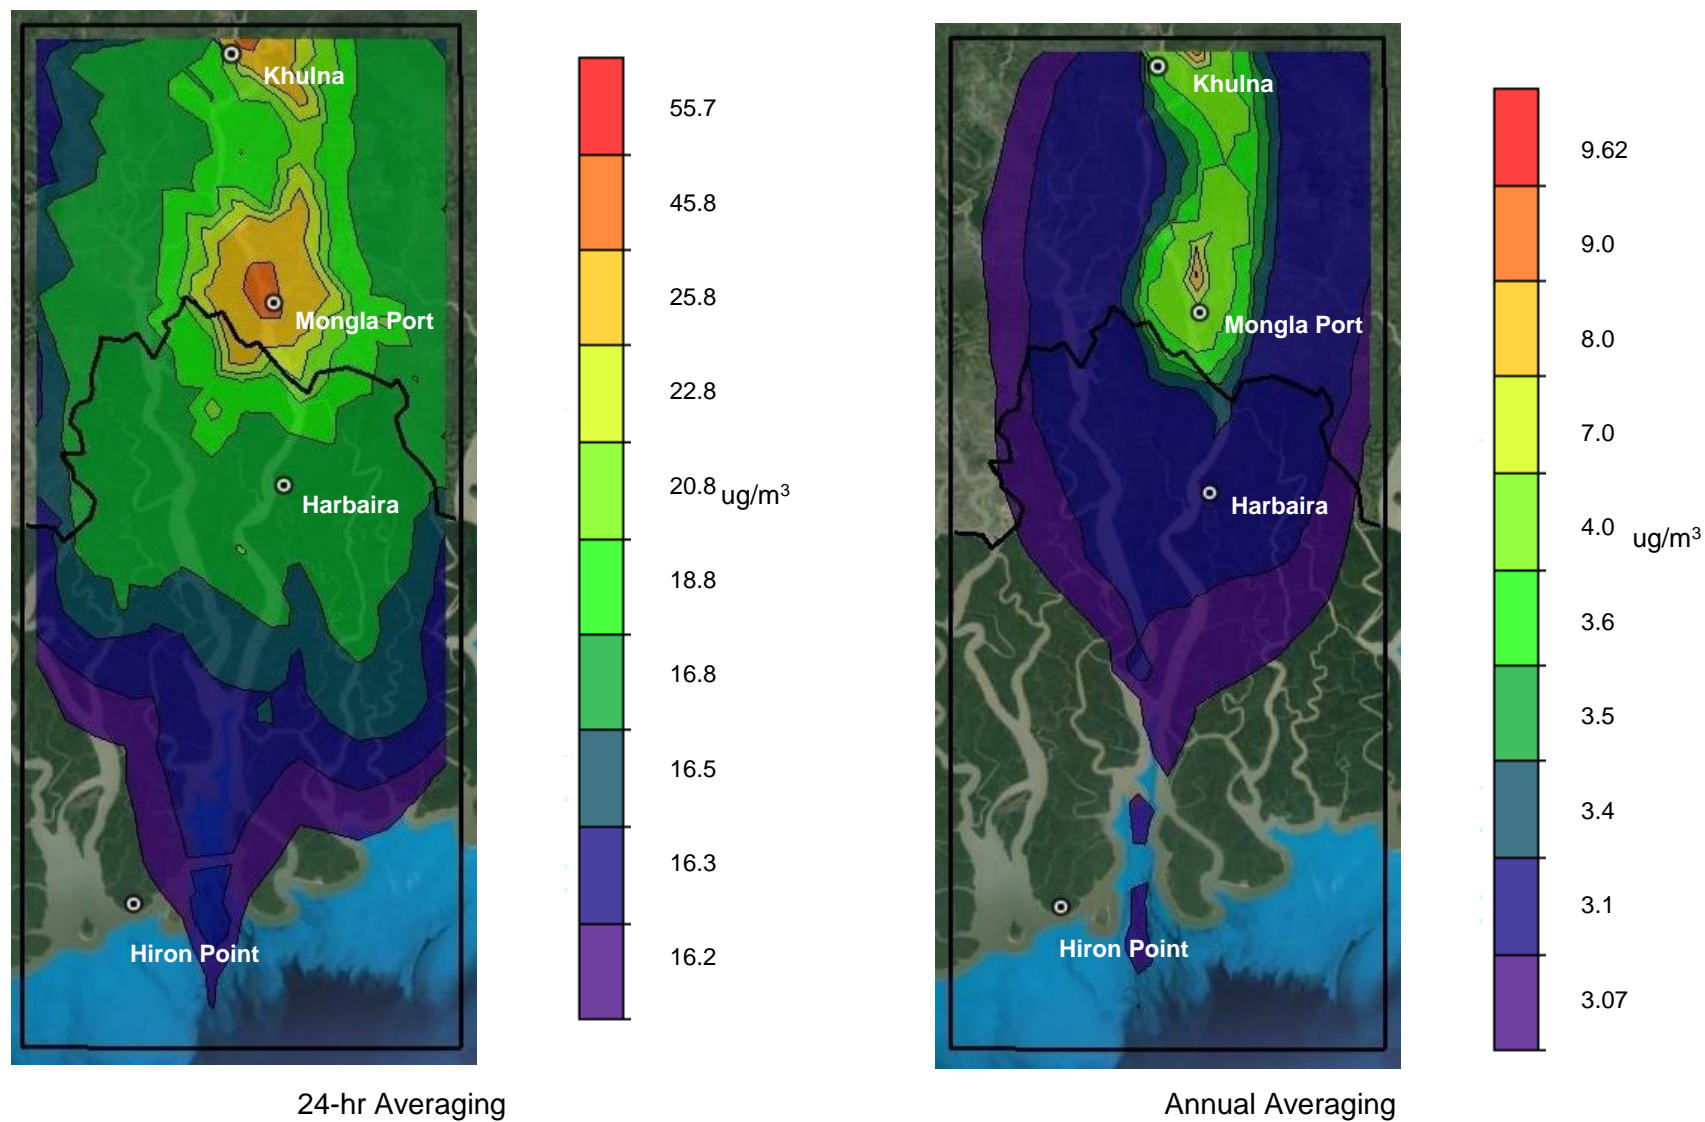 Khulna
Mongla Port
Harbaira
Hiron Point
55.7
45.8
25.8
22.8
20.8 ug/m³
18.8
16.8
16.5
16.3
16.2
24-hr Averaging
Khulna
Mongla Port
Harbaira
Hiron Point
9.62
9.0
8.0
7.0
4.0 ug/m³
3.6
3.5
3.4
3.1
3.07
Annual Averaging